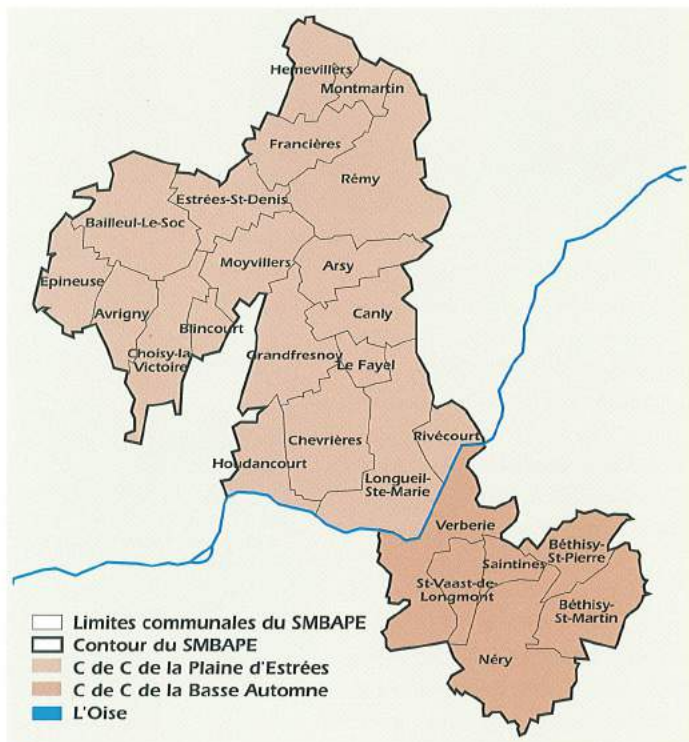 Hemevillers
Montmartin
Francières
Rémy
Estrées-St-Denis
Bailleul-Le-Soc
Moyvillers
Arsy
Epineuse
Avrigny
Canly
Blincourt
Choisy-la
Victoire
Grandfresnoy
Le Fayel
Chevrières
Rivécourt
Houdancourt
Longueil-
Ste-Marie
Verberie
Béthisy-
St-Pierre
Saintines
St-Vaast-de-
Longmont
Béthisy-
St-Martin
Néry
Limites communales du SMBAPE
Contour du SMBAPE
C de C de la Plaine d'Estrées
C de C de la Basse Automne
L'Oise